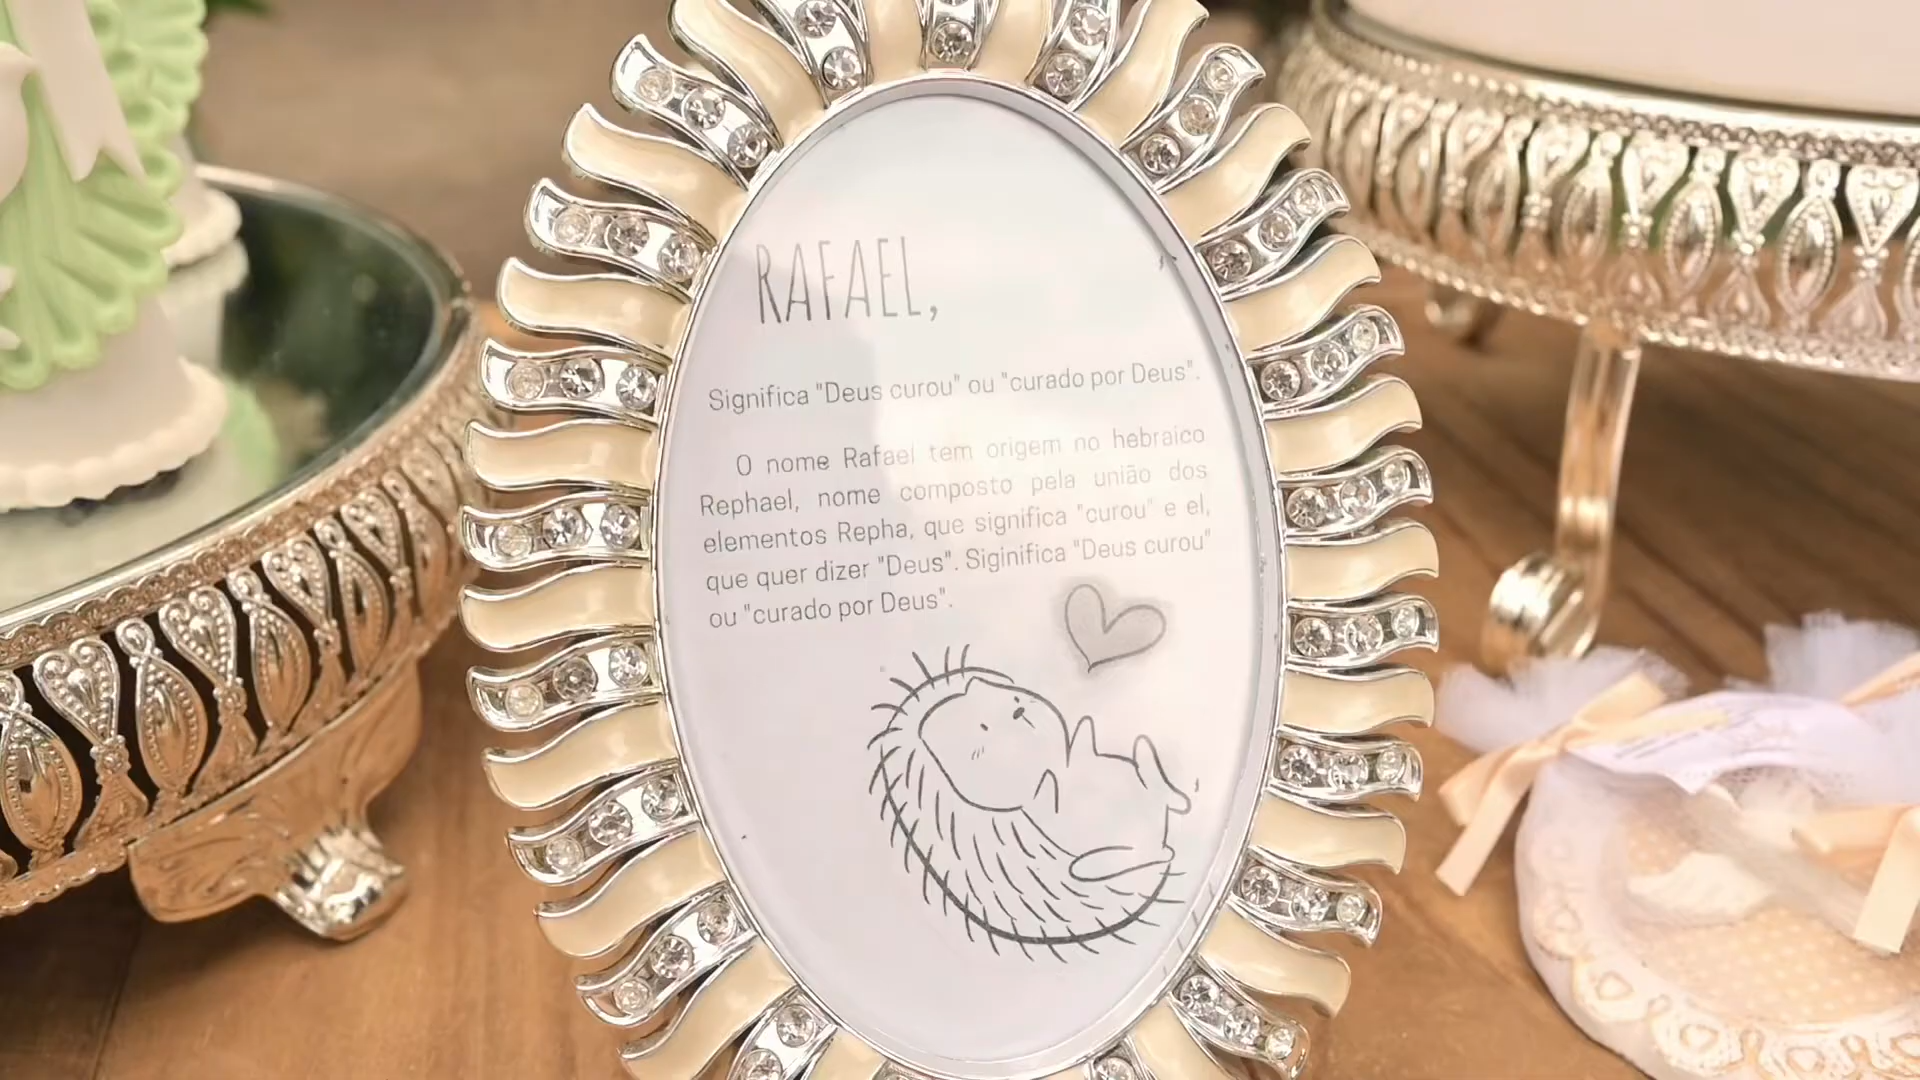 RAFAEL,
Significa "Deus curou" ou "curado por Deus".
O nome Rafael tem origem no hebraico
Rephael, nome composto pela união dos
elementos Repha, que significa "curou" e el,
que quer dizer "Deus". Siginifica "Deus curou"
ou "curado por Deus".